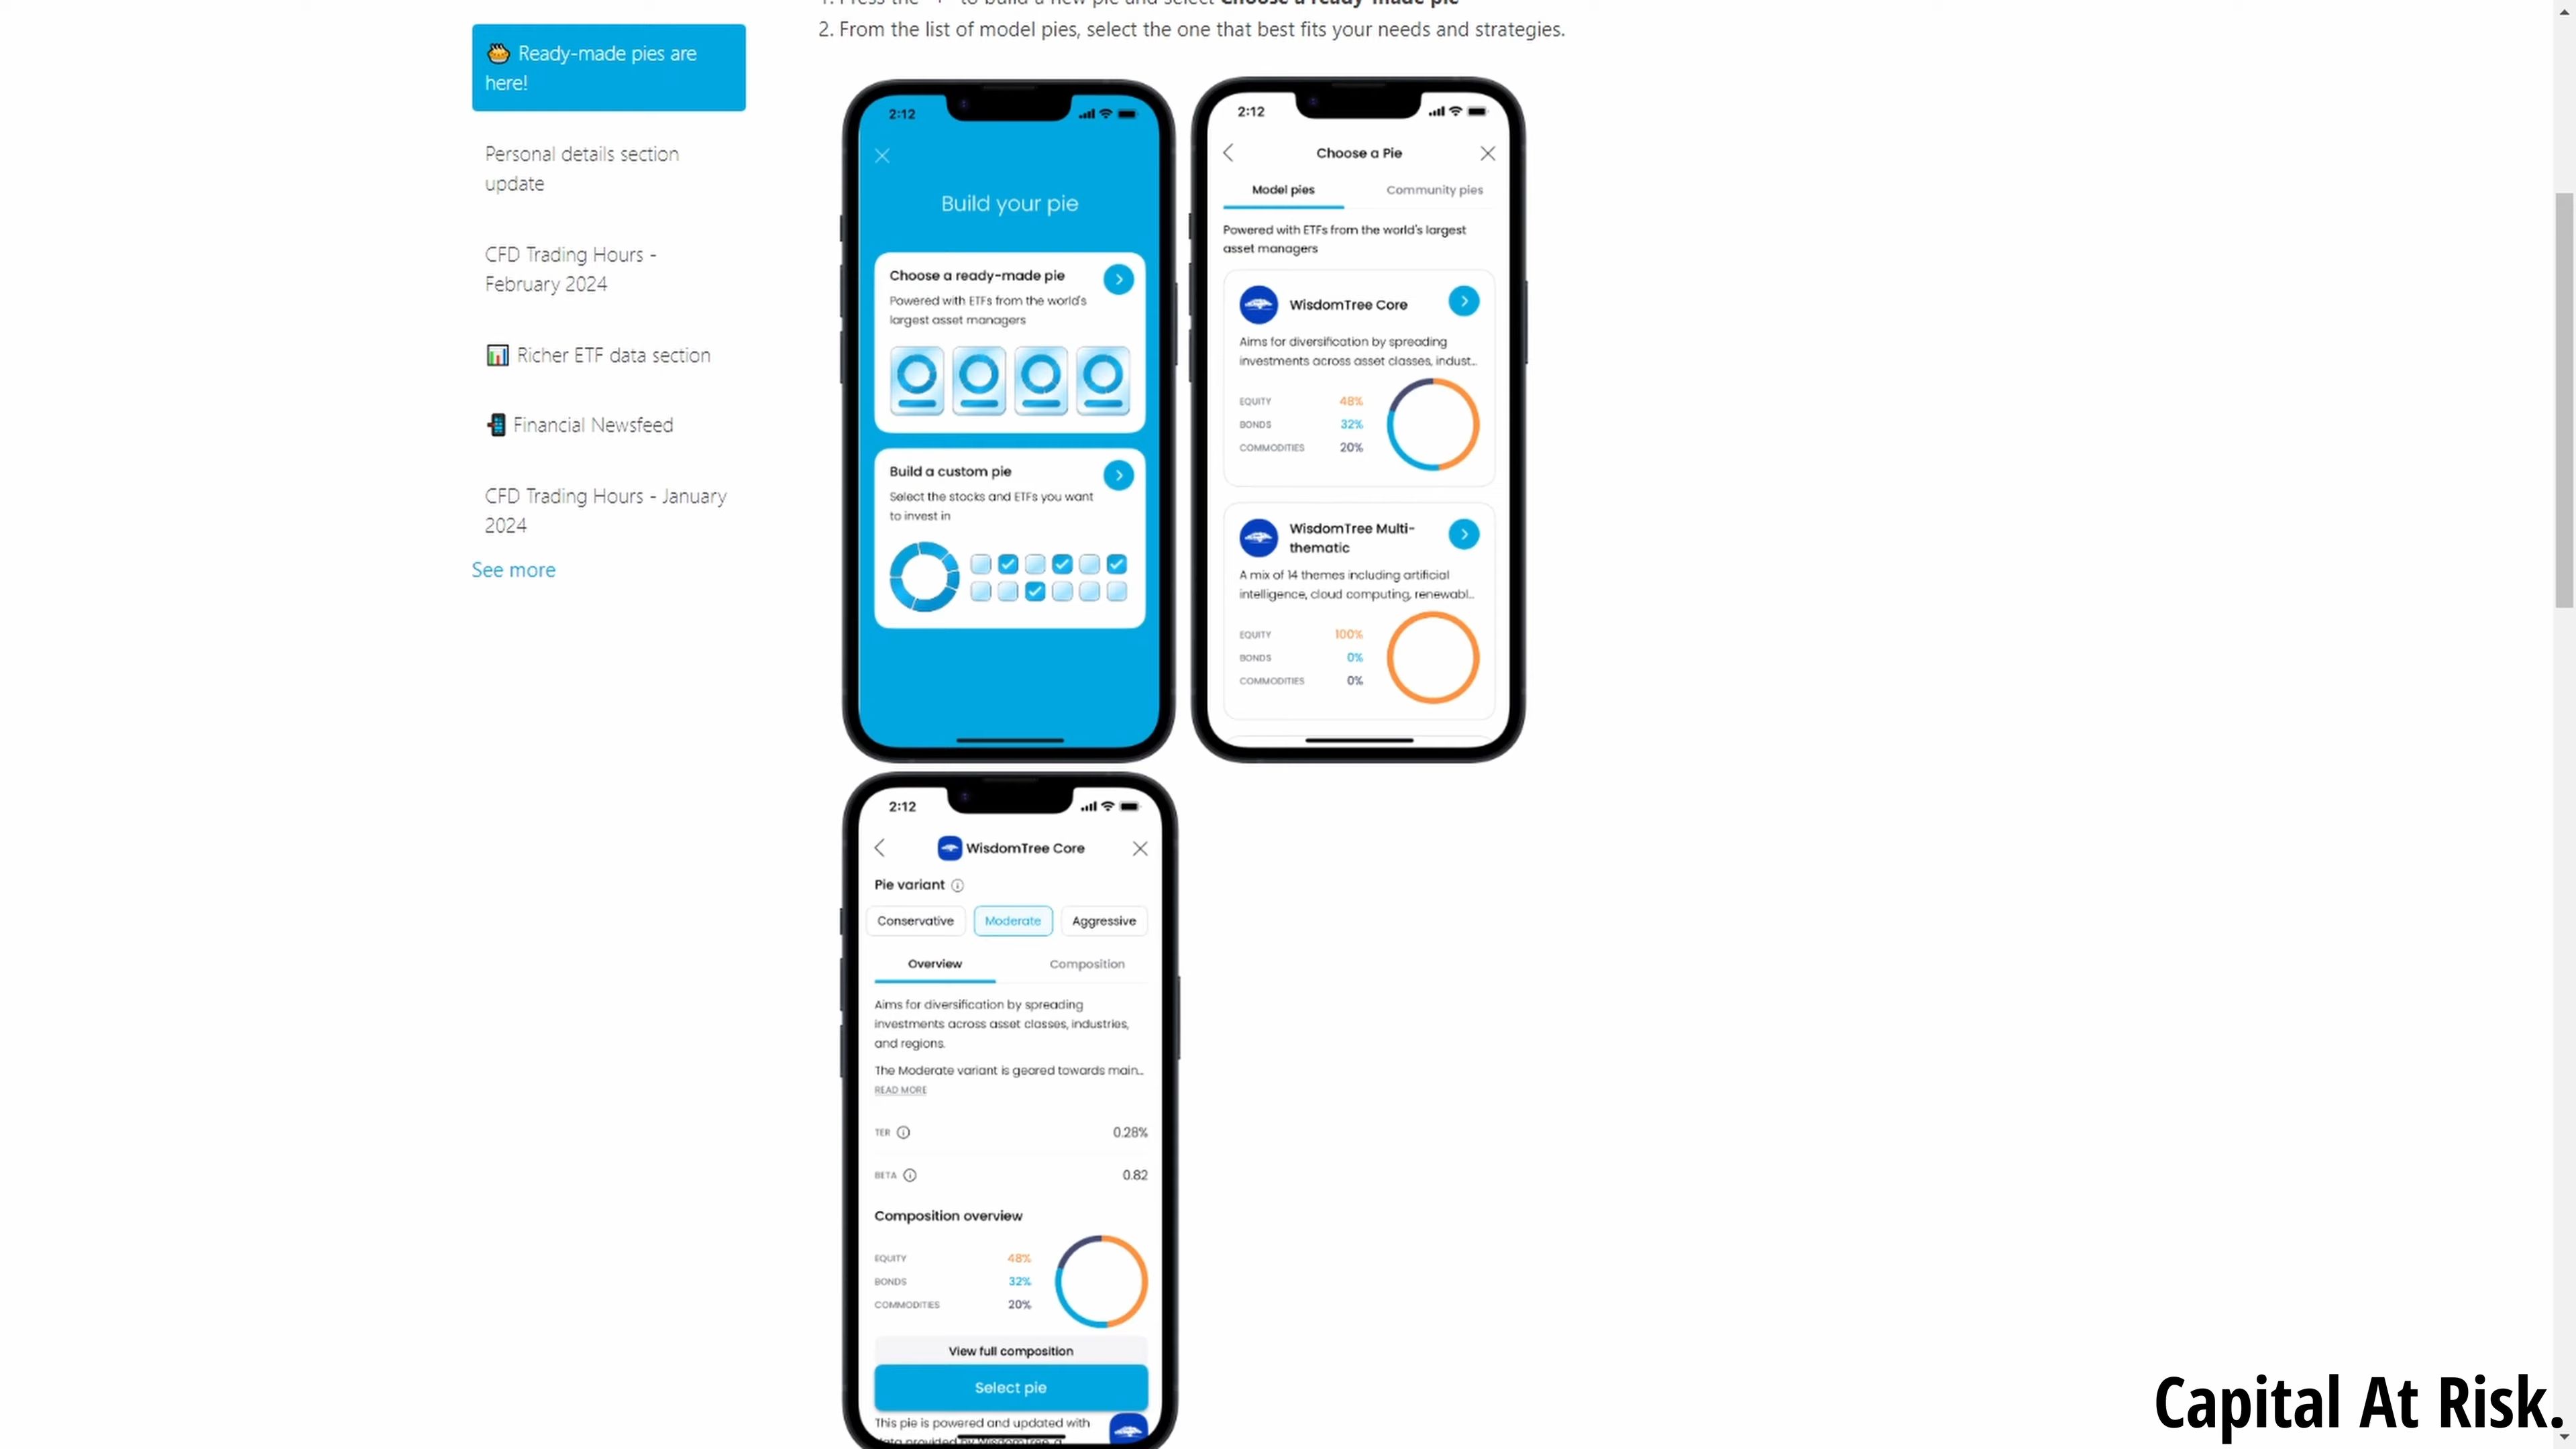 2. From the list of model pies, select the one that best fits your needs and strategies.
Ready-made pies are
here!
Personal details section
update
CFD Trading Hours -
February 2024
Richer ETF data section
Financial Newsfeed
CFD Trading Hours - January
2024
See more
2:12
Build your pie
Choose a ready-made pie
Powered with ETFs from the world's
largest asset managers
Build a custom pie
Select the stocks and ETFs you want
to invest in
2:12
Choose a Pie
Model pies
Community pies
Powered with ETFs from the world's largest
asset managers
WisdomTree Core
Aims for diversification by spreading
investments across asset classes, indust...
EQUITY 48%
BONDS 32%
COMMODITIES 20%
WisdomTree Multi-
thematic
A mix of 14 themes including artificial
intelligence, cloud computing, renewabl...
EQUITY 100%
BONDS 0%
COMMODITIES 0%
2:12
WisdomTree Core
Pie variant
Conservative Moderate Aggressive
Overview Composition
Aims for diversification by spreading
investments across asset classes, industries,
and regions.
The Moderate variant is geared towards main...
READ MORE
TER 0.28%
BETA 0.82
Composition overview
EQUITY 48%
BONDS 32%
COMMODITIES 20%
View full composition
Select pie
This pie is powered and updated with
Capital At Risk.